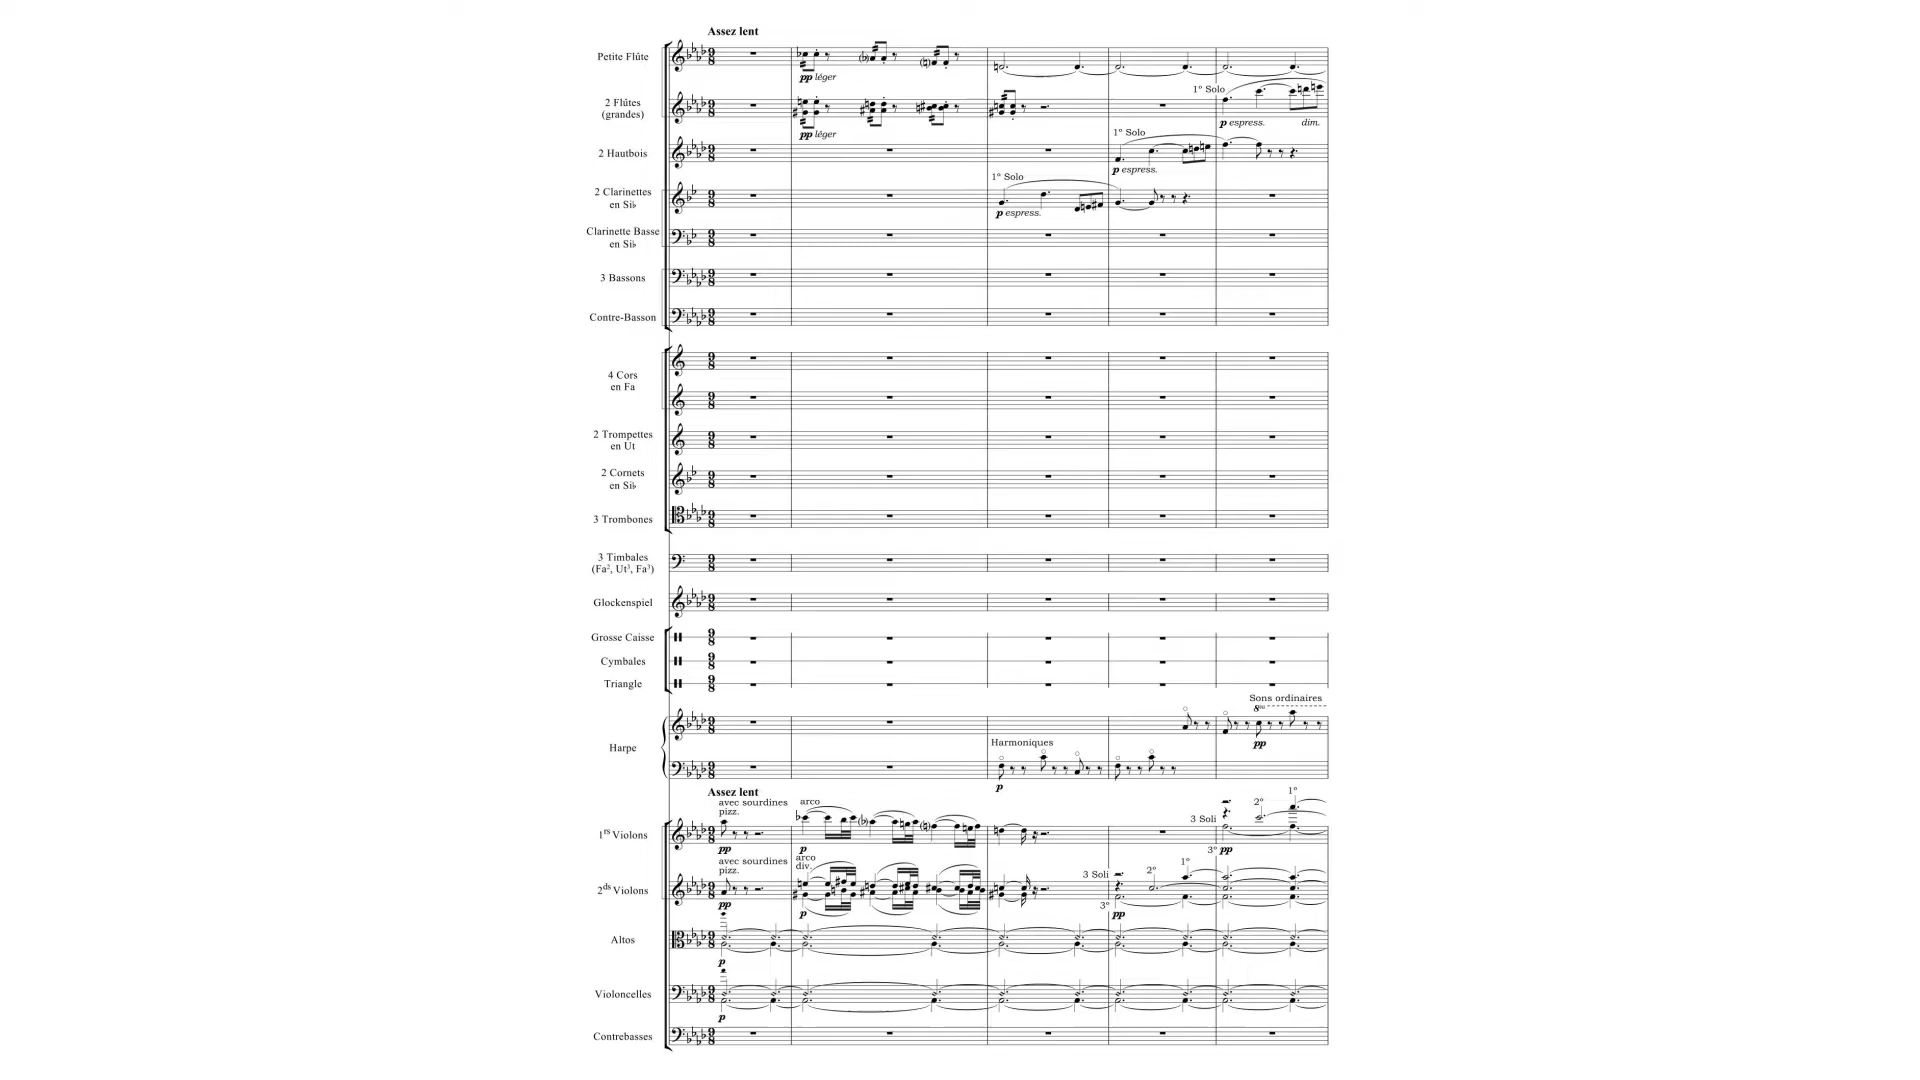 Assez lent
Petite Flûte
pp léger
2 Flûtes
(grandes)
pp léger
1º Solo
p espress.
dim.
2 Hautbois
1º Solo
p espress.
2 Clarinettes
en Si♭
1º Solo
p espress.
Clarinette Basse
en Si♭
3 Bassons
Contre-Basson
4 Cors
en Fa
2 Trompettes
en Ut
2 Cornets
en Si♭
3 Trombones
3 Timbales
(Fa², Ut³, Fa³)
Glockenspiel
Grosse Caisse
Cymbales
Triangle
Sons ordinaires
8va
pp
Harpe
Harmoniques
p
Assez lent
avec sourdines
pizz.
arco
1rs Violons
pp
p
3 Soli
2º
1º
3º
pp
avec sourdines
pizz.
arco
div.
2ds Violons
pp
p
3 Soli
2º
1º
3º
pp
Altos
p
Violoncelles
p
Contrebasses